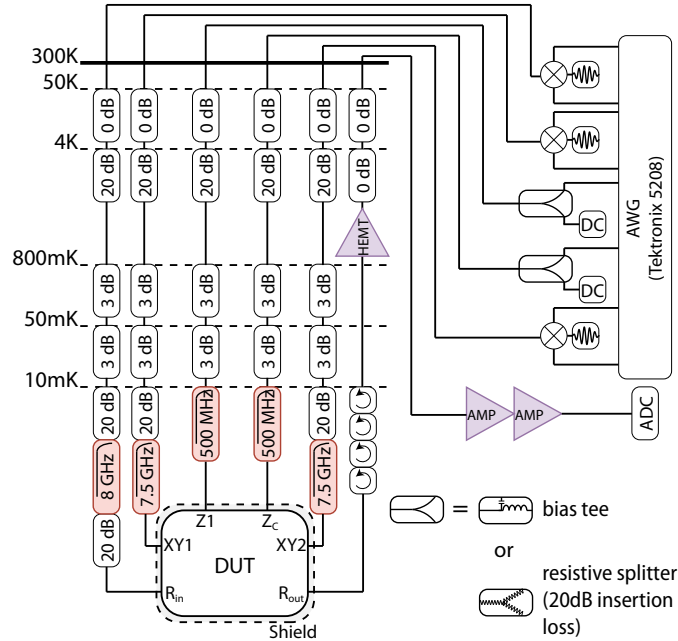 300K
50K
0 dB 0 dB 0 dB 0 dB 0 dB 0 dB
4K
20 dB 20 dB 20 dB 20 dB 20 dB 0 dB
HEMT
800mK
3 dB 3 dB 3 dB 3 dB 3 dB
50mK
3 dB 3 dB 3 dB 3 dB 3 dB
10mK
20 dB 20 dB 500 MHz 500 MHz 20 dB
8 GHz 7.5 GHz 7.5 GHz
20 dB
Z1 ZC
XY1 XY2
DUT
Rin Rout
Shield
AWG
(Tektronix 5208)
DC
DC
AMP AMP
ADC
= bias tee
or
resistive splitter
(20dB insertion
loss)